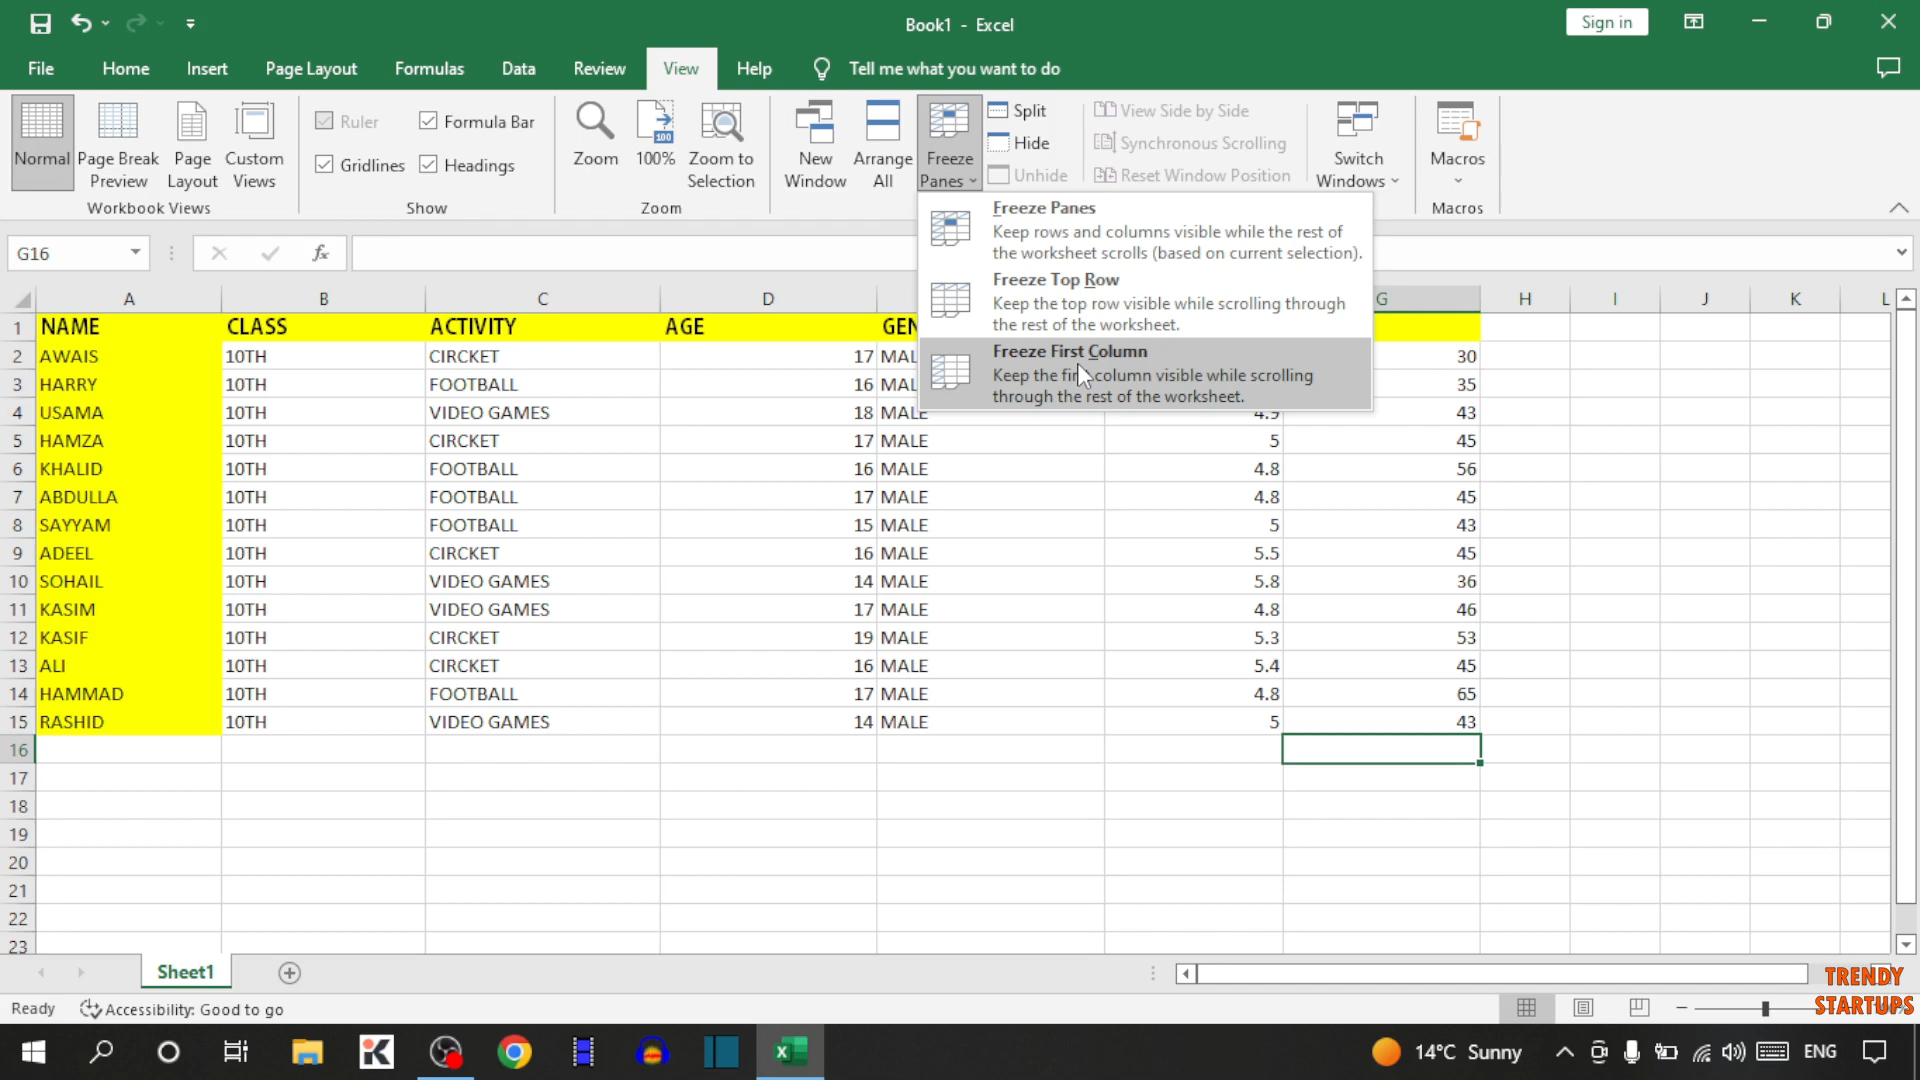 Book1 - Excel
Sign in
File Home Insert Page Layout Formulas Data Review View Help Tell me what you want to do
Normal
Page Break Preview
Page Layout
Custom Views
Workbook Views
Ruler
Formula Bar
Gridlines
Headings
Show
Zoom
100
100%
Zoom to Selection
Zoom
New Window
Arrange All
Freeze Panes
Split
Hide
Unhide
View Side by Side
Synchronous Scrolling
Reset Window Position
Switch Windows
Macros
Macros
Freeze Panes
Keep rows and columns visible while the rest of
the worksheet scrolls (based on current selection).
Freeze Top Row
Keep the top row visible while scrolling through
the rest of the worksheet.
Freeze First Column
Keep the first column visible while scrolling
through the rest of the worksheet.
G16 fx
A B C D G H I J K L
1 NAME CLASS ACTIVITY AGE GEN
2 AWAIS 10TH CIRCKET 17 MAL 30
3 HARRY 10TH FOOTBALL 16 MAL 35
4 USAMA 10TH VIDEO GAMES 18 MALE 4.9 43
5 HAMZA 10TH CIRCKET 17 MALE 5 45
6 KHALID 10TH FOOTBALL 16 MALE 4.8 56
7 ABDULLA 10TH FOOTBALL 17 MALE 4.8 45
8 SAYYAM 10TH FOOTBALL 15 MALE 5 43
9 ADEEL 10TH CIRCKET 16 MALE 5.5 45
10 SOHAIL 10TH VIDEO GAMES 14 MALE 5.8 36
11 KASIM 10TH VIDEO GAMES 17 MALE 4.8 46
12 KASIF 10TH CIRCKET 19 MALE 5.3 53
13 ALI 10TH CIRCKET 16 MALE 5.4 45
14 HAMMAD 10TH FOOTBALL 17 MALE 4.8 65
15 RASHID 10TH VIDEO GAMES 14 MALE 5 43
16
17
18
19
20
21
22
23
Sheet1
TRENDY
STARTUPS
Ready Accessibility: Good to go
14°C Sunny ENG